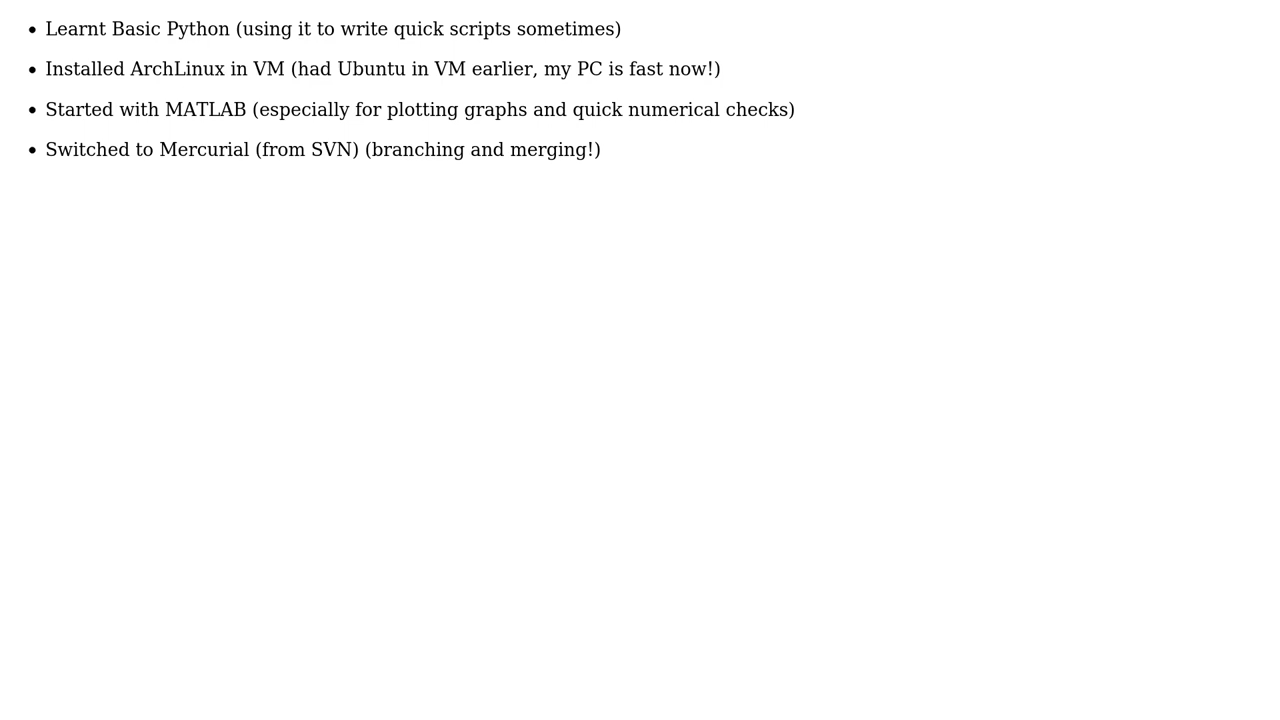 • Learnt Basic Python (using it to write quick scripts sometimes)
• Installed ArchLinux in VM (had Ubuntu in VM earlier, my PC is fast now!)
• Started with MATLAB (especially for plotting graphs and quick numerical checks)
• Switched to Mercurial (from SVN) (branching and merging!)